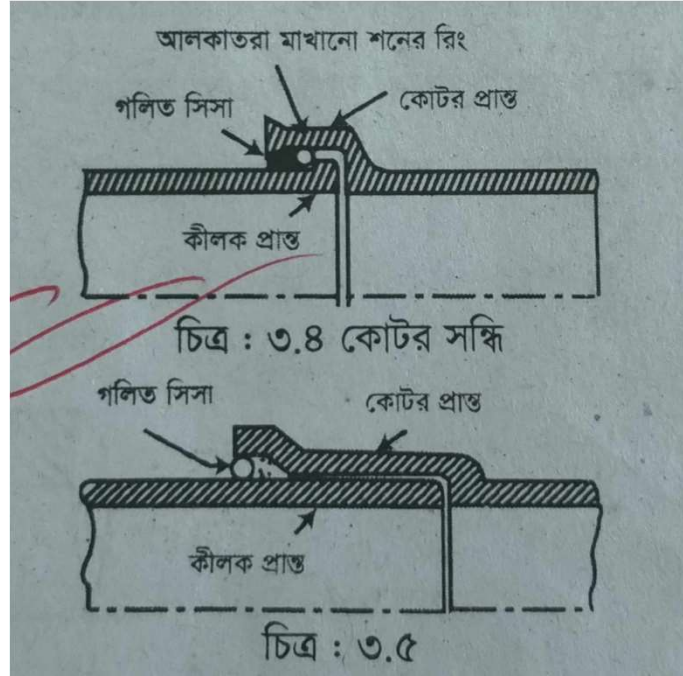 আলকাতরা মাখানো শনের রিং
গলিত সিসা
কোটর প্রান্ত
কীলক প্রান্ত
চিত্র : ৩.৪ কোটর সন্ধি
গলিত সিসা
কোটর প্রান্ত
কীলক প্রান্ত
চিত্র : ৩.৫